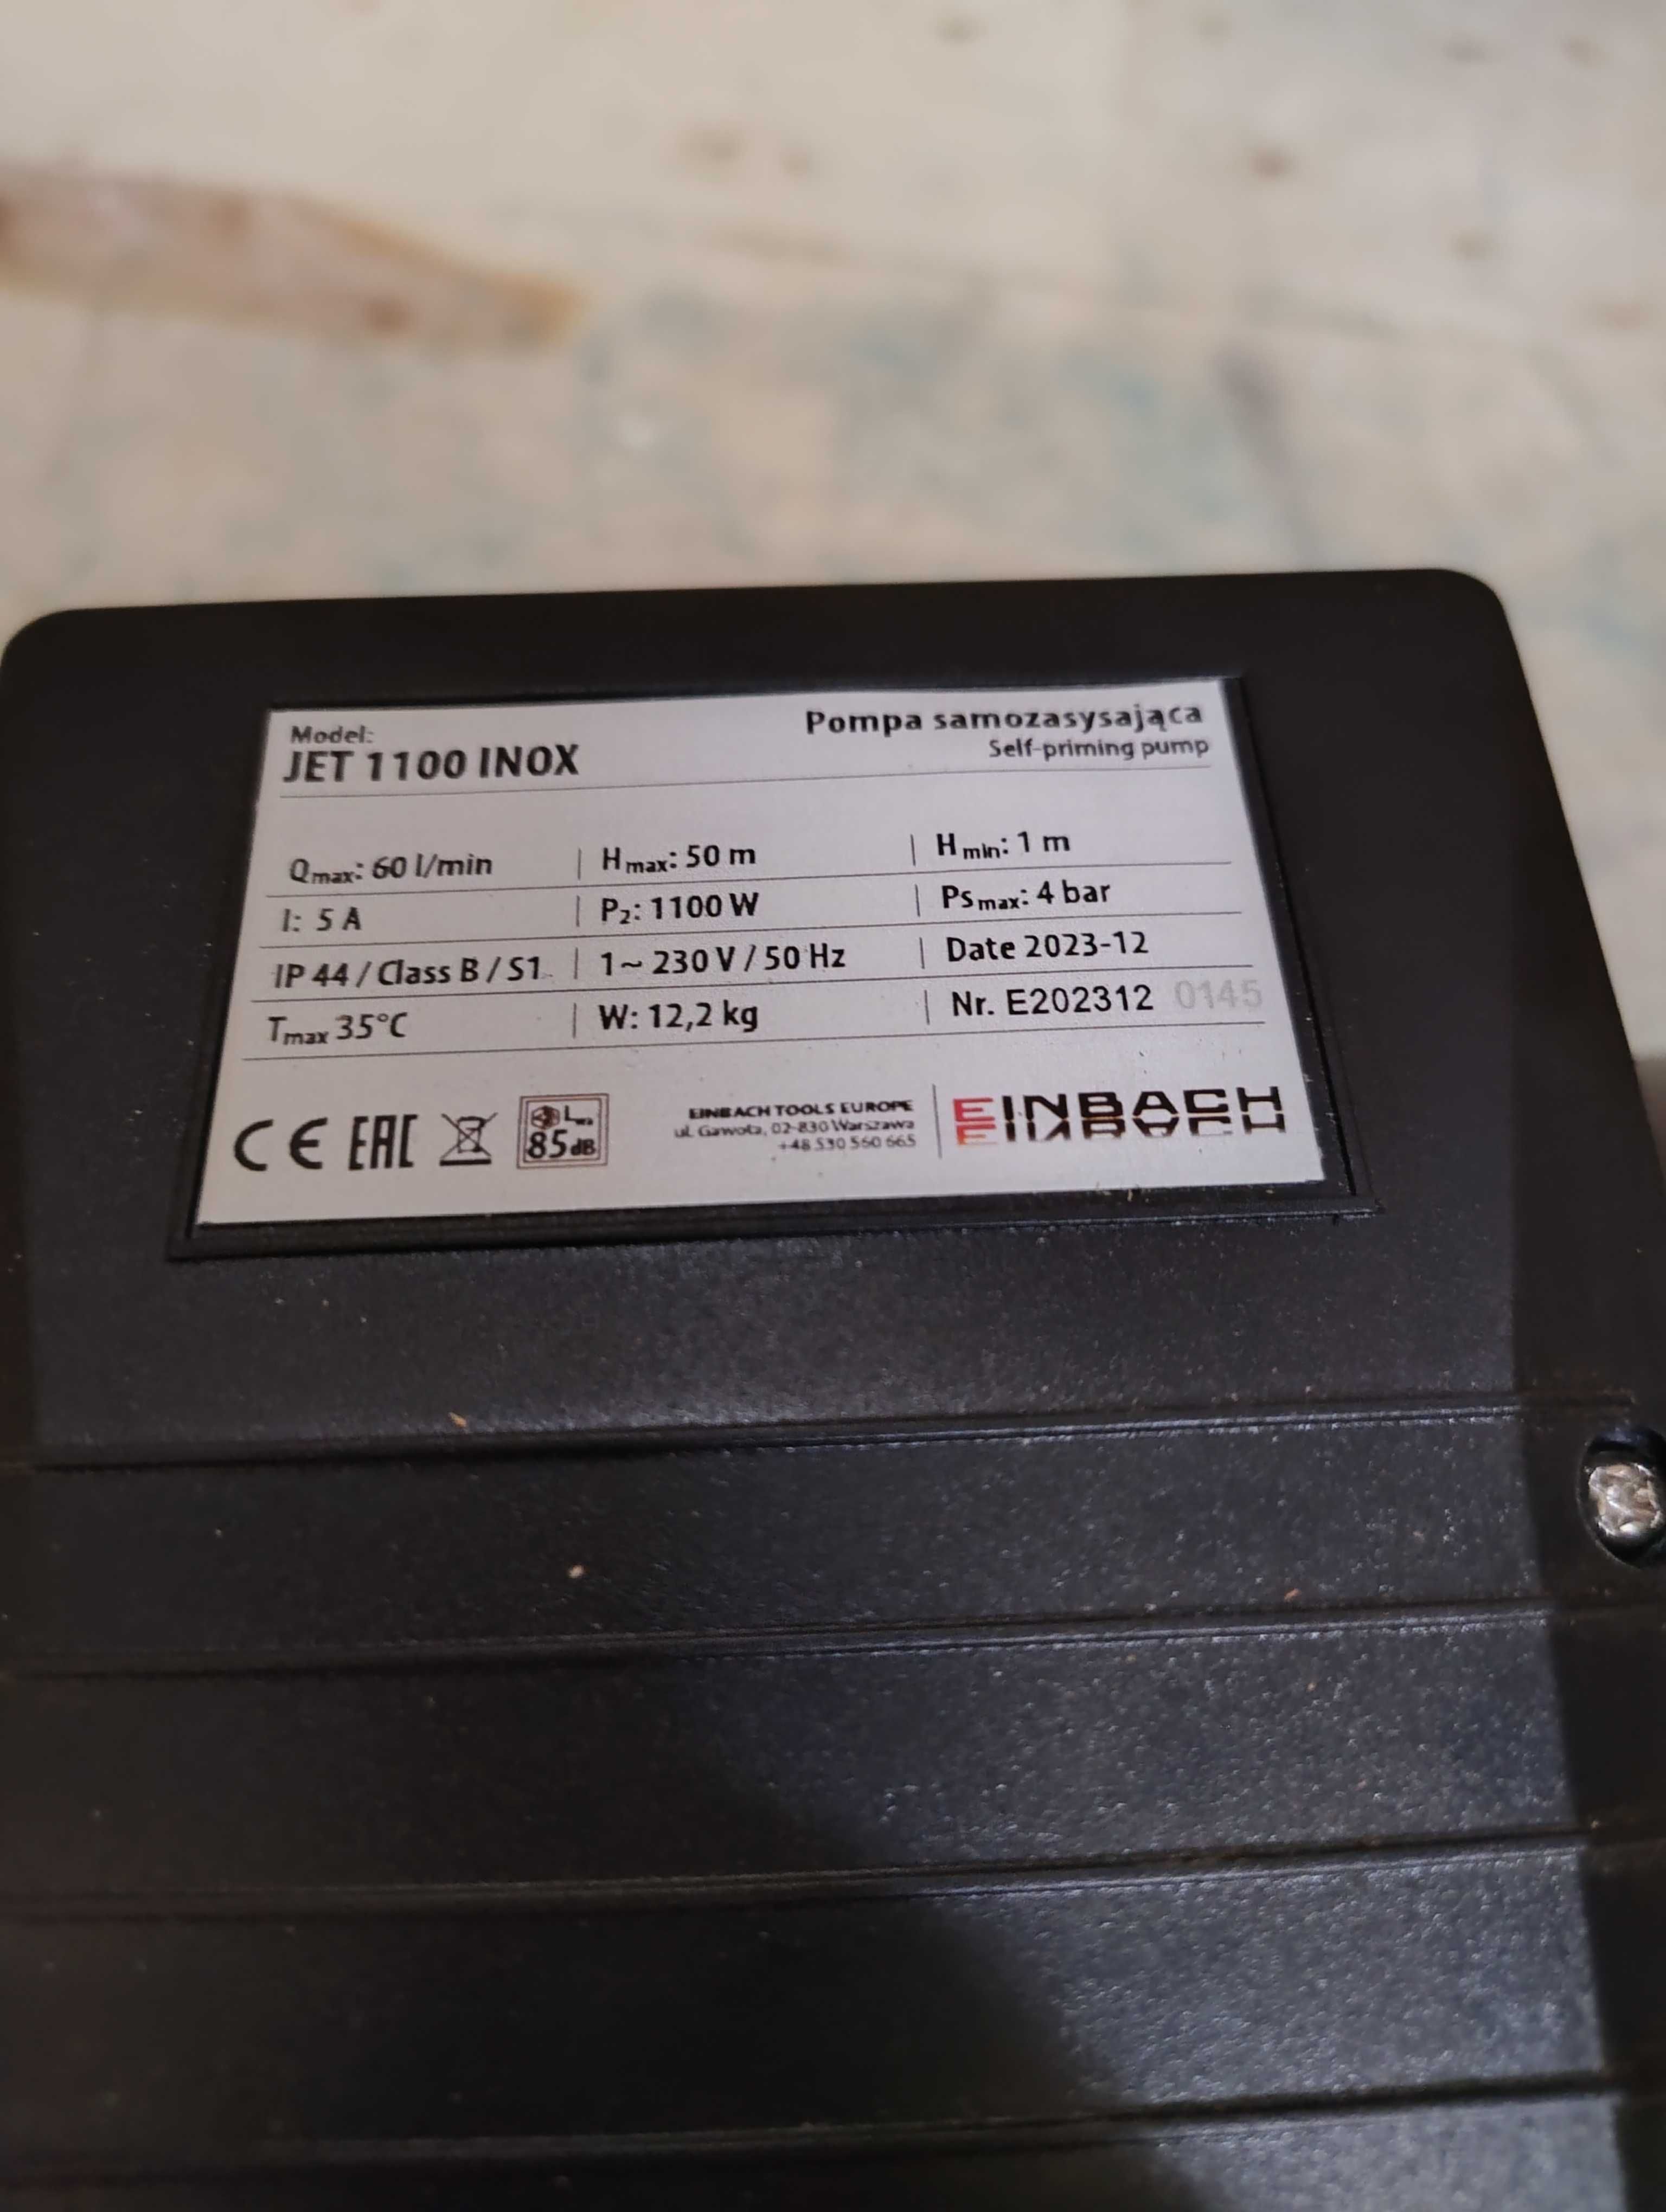 Model:
JET 1100 INOX
Pompa samozasysająca
Self-priming pump
Qmax: 60 l/min | Hmax: 50 m | Hmin: 1 m
I: 5 A | P2: 1100 W | Psmax: 4 bar
IP 44 / Class B / S1 | 1~ 230 V / 50 Hz | Date 2023-12
Tmax 35°C | W: 12,2 kg | Nr. E202312 0145
CE EAC
L
85 dB
EINBACH TOOLS EUROPE
ul. Gawota, 02-830 Warszawa
+48 530 560 665
EINBACH